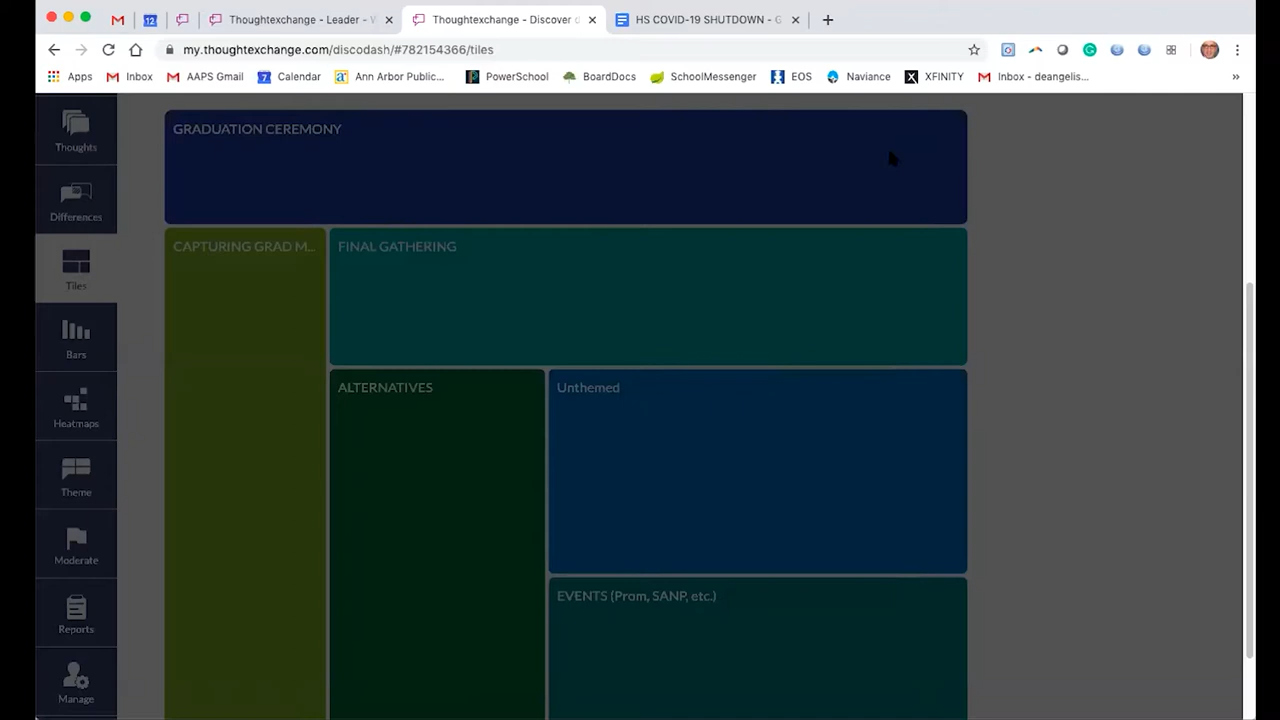 Thoughtexchange - Leader - W
Thoughtexchange - Discover d
HS COVID-19 SHUTDOWN - G
my.thoughtexchange.com/discodash/#782154366/tiles
Apps
Inbox
AAPS Gmail
Calendar
Ann Arbor Public...
PowerSchool
BoardDocs
SchoolMessenger
EOS
Naviance
XFINITY
Inbox - deangelis...
Thoughts
Differences
Tiles
Bars
Heatmaps
Theme
Moderate
Reports
Manage
GRADUATION CEREMONY
CAPTURING GRAD M...
FINAL GATHERING
ALTERNATIVES
Unthemed
EVENTS (Prom, SANP, etc.)